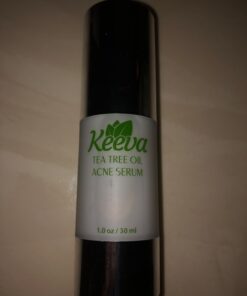 Keeva
TEA TREE OIL
ACNE SERUM
1.0 oz / 30 ml